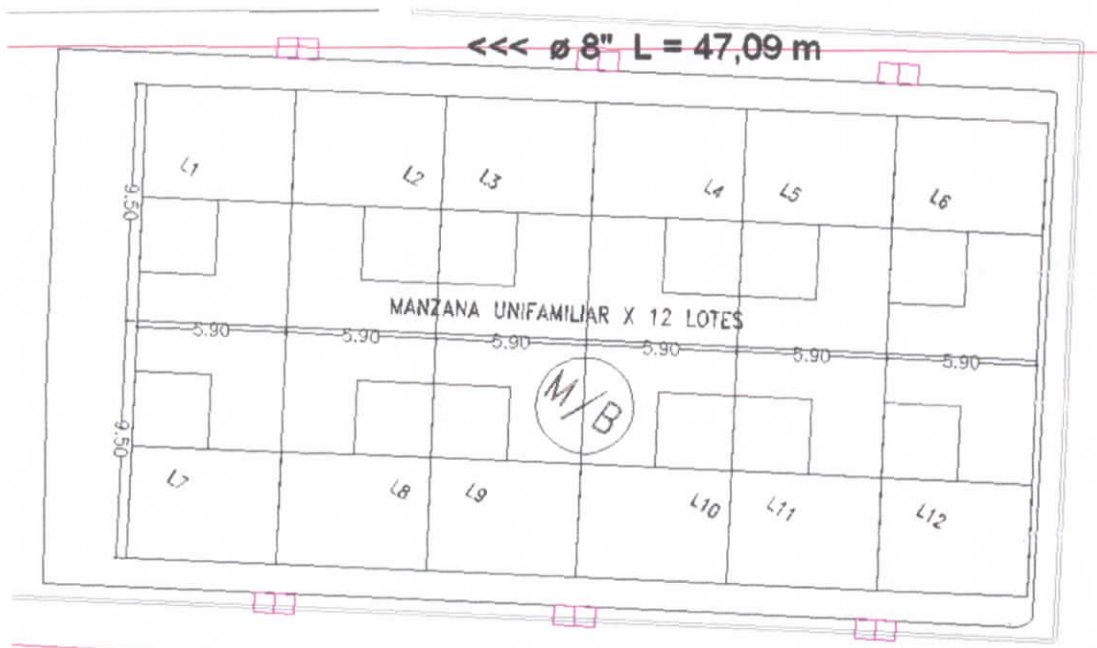 <<< ø 8" L = 47,09 m
L1 L2 L3 L4 L5 L6
9.50
MANZANA UNIFAMILIAR X 12 LOTES
5.90 5.90 5.90 5.90 5.90 5.90
M/B
9.50
L7 L8 L9 L10 L11 L12